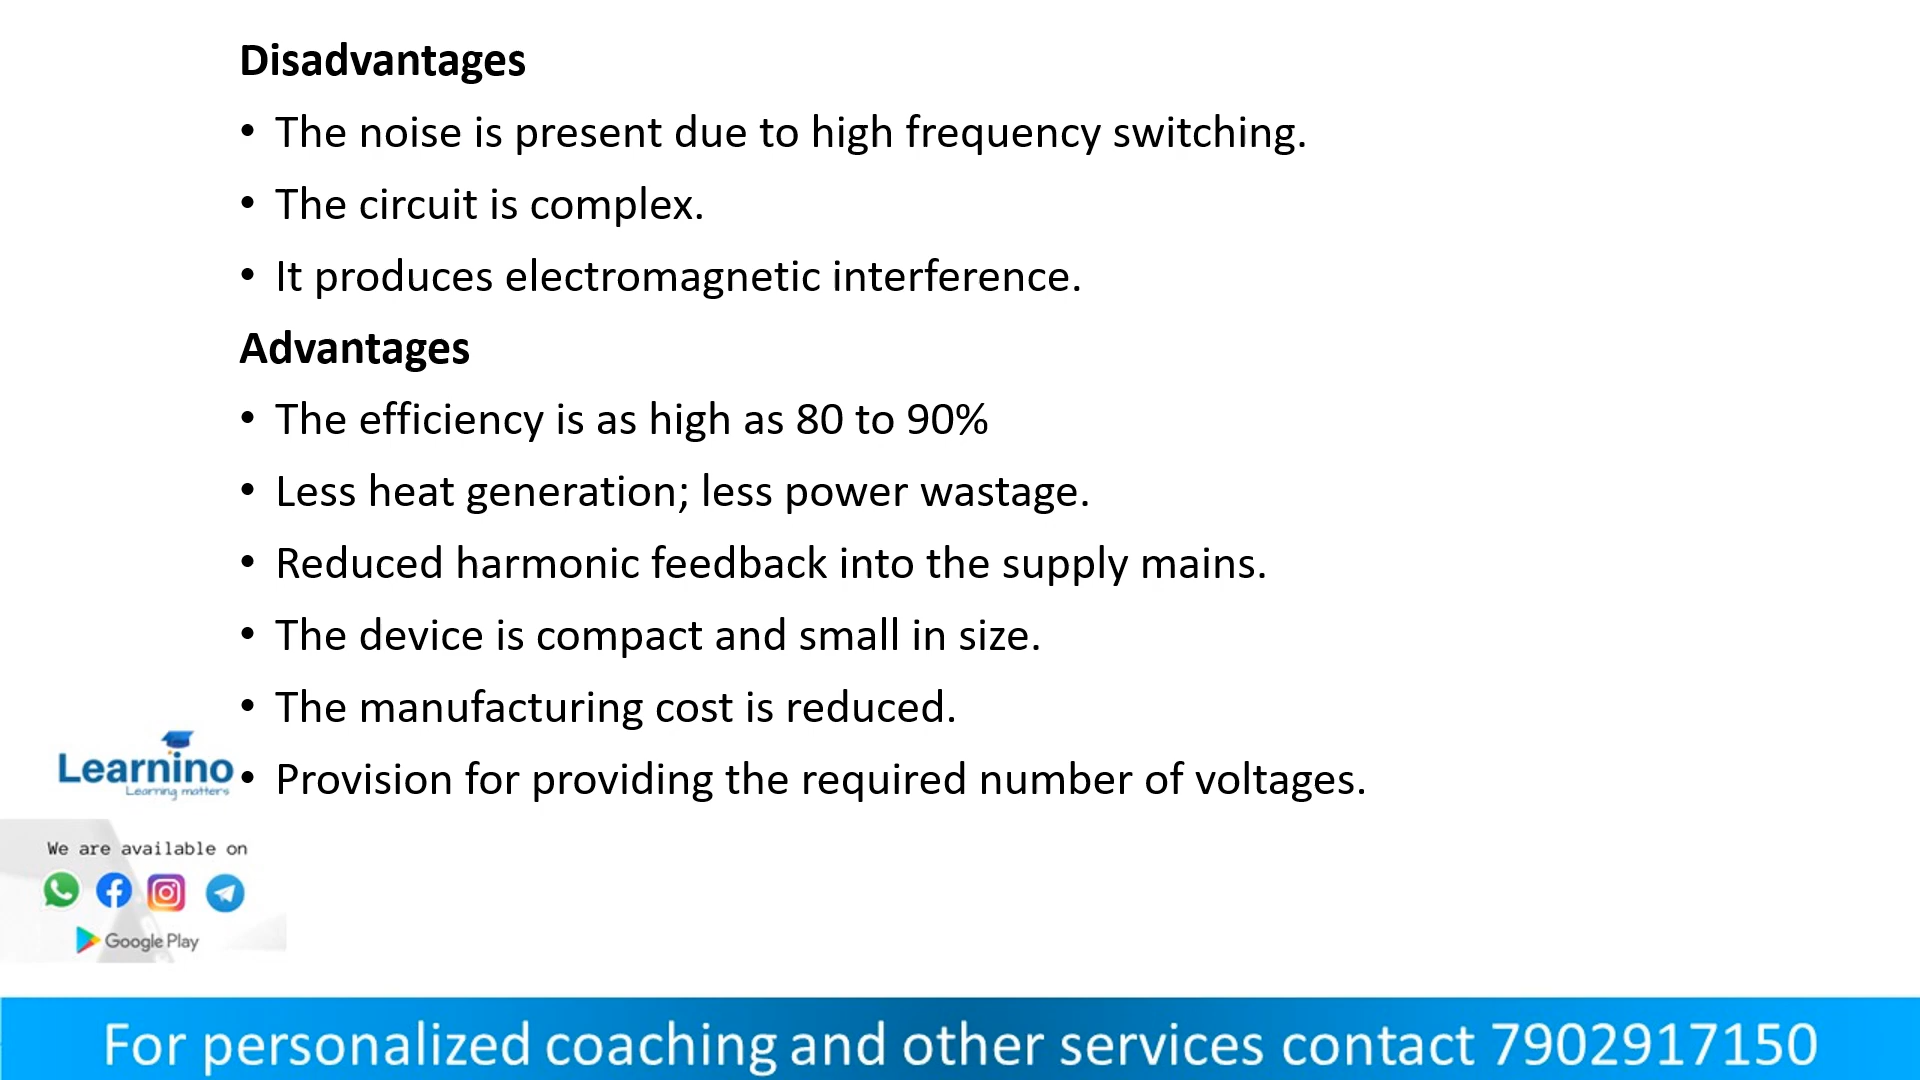 Disadvantages
• The noise is present due to high frequency switching.
• The circuit is complex.
• It produces electromagnetic interference.
Advantages
• The efficiency is as high as 80 to 90%
• Less heat generation; less power wastage.
• Reduced harmonic feedback into the supply mains.
• The device is compact and small in size.
• The manufacturing cost is reduced.
• Provision for providing the required number of voltages.
Learnino
Learning matters
We are available on
Google Play
For personalized coaching and other services contact 7902917150